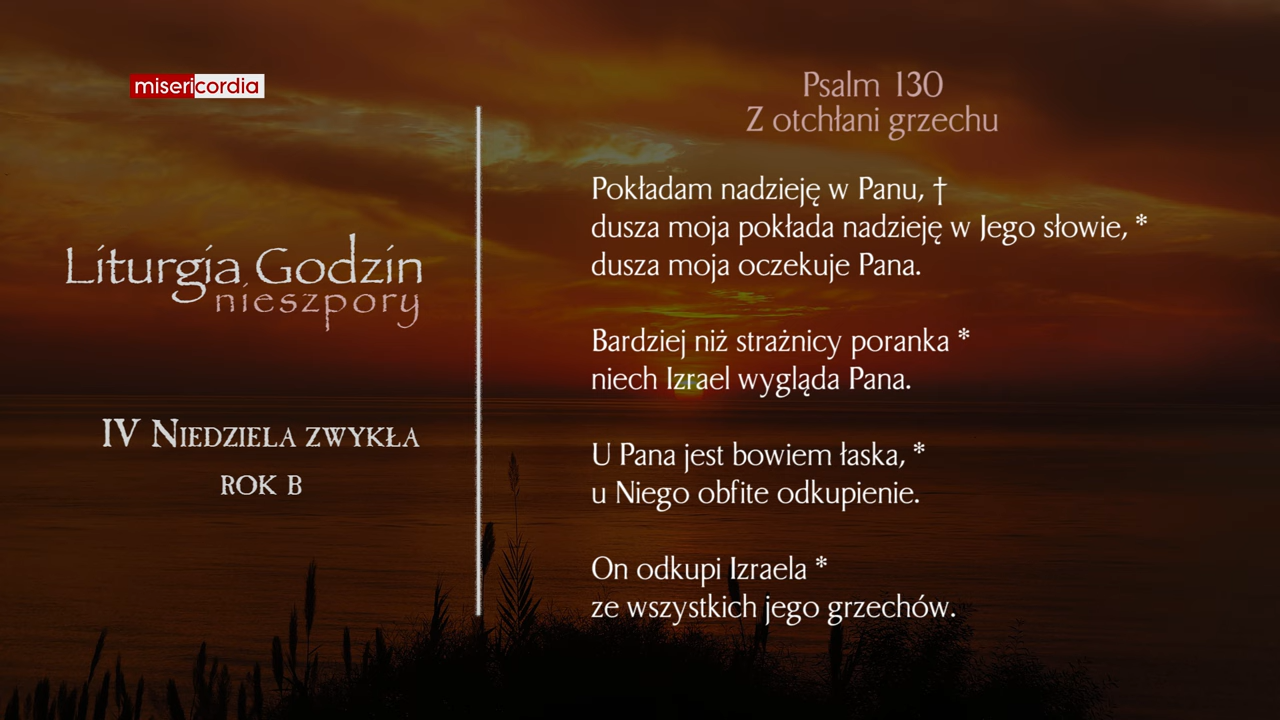 misericordia
Liturgia Godzin
nieszpory
IV Niedziela zwykła
rok B
Psalm 130
Z otchłani grzechu
Pokładam nadzieję w Panu, †
dusza moja pokłada nadzieję w Jego słowie, *
dusza moja oczekuje Pana.
Bardziej niż strażnicy poranka *
niech Izrael wygląda Pana.
U Pana jest bowiem łaska, *
u Niego obfite odkupienie.
On odkupi Izraela *
ze wszystkich jego grzechów.